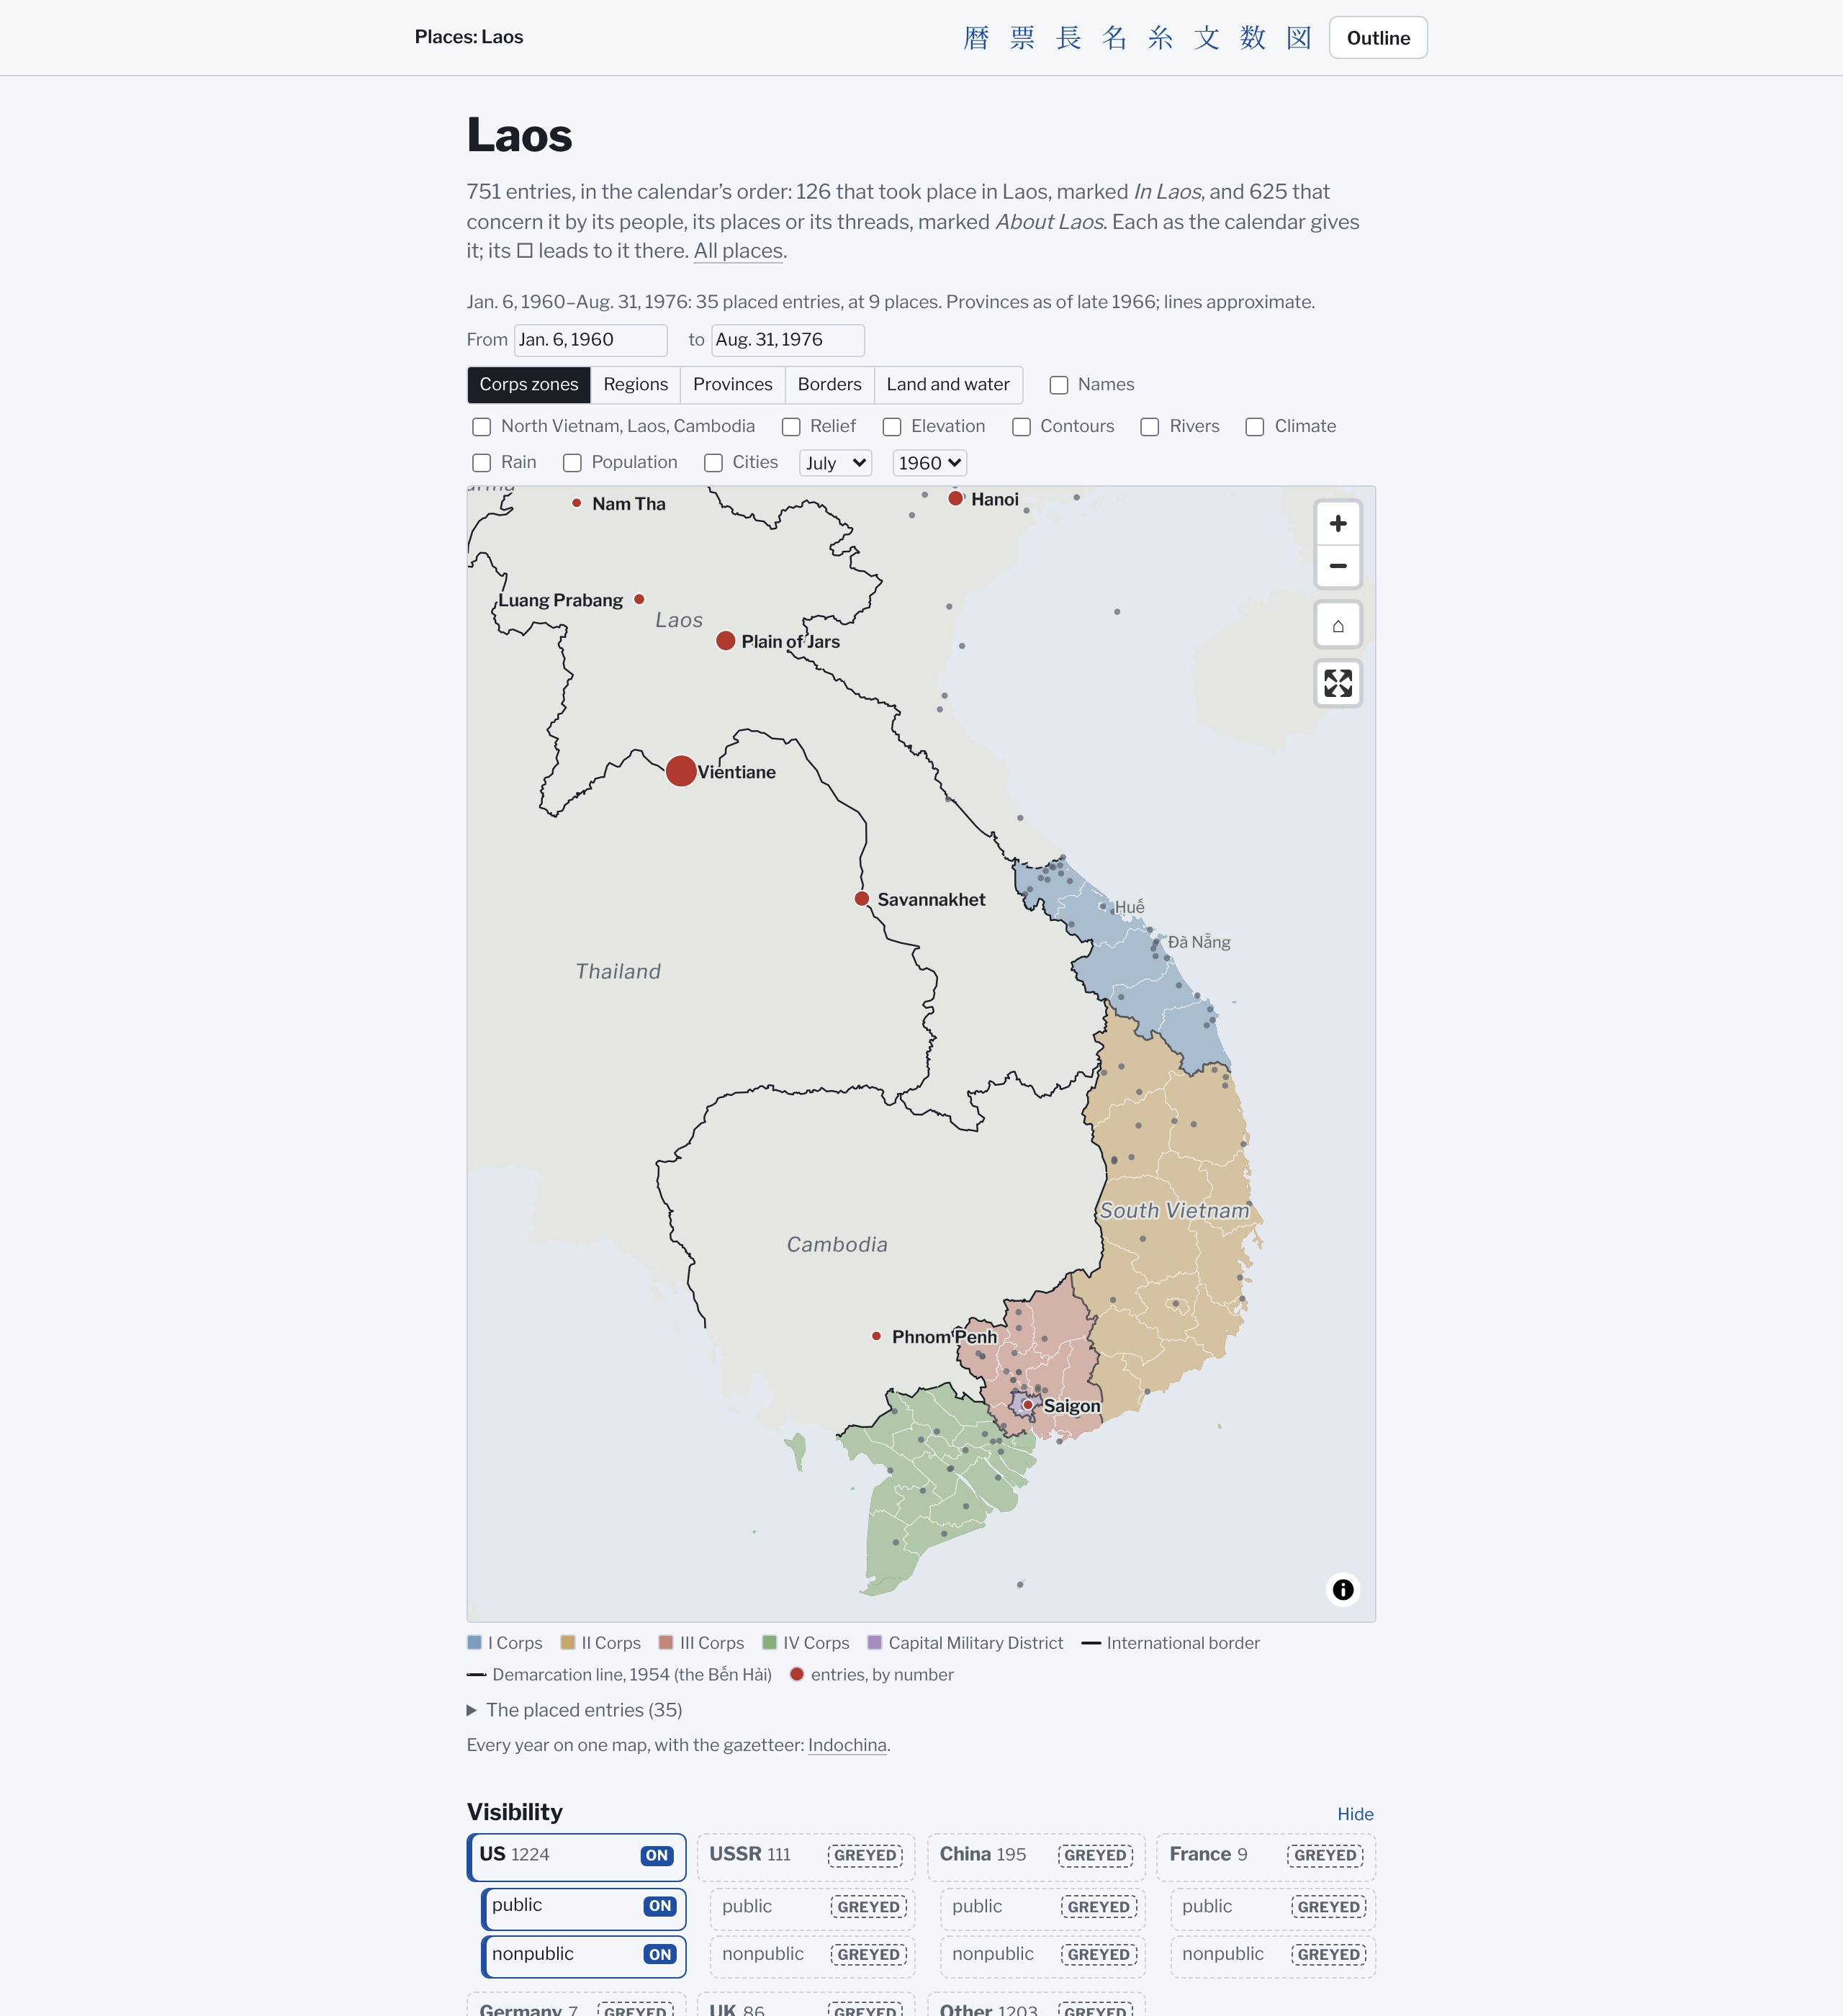 Places: Laos
暦 票 長 名 糸 文 数 図 Outline
Laos
751 entries, in the calendar’s order: 126 that took place in Laos, marked In Laos, and 625 that
concern it by its people, its places or its threads, marked About Laos. Each as the calendar gives
it; its □ leads to it there. All places.
Jan. 6, 1960–Aug. 31, 1976: 35 placed entries, at 9 places. Provinces as of late 1966; lines approximate.
From Jan. 6, 1960 to Aug. 31, 1976
Corps zones Regions Provinces Borders Land and water Names
North Vietnam, Laos, Cambodia Relief Elevation Contours Rivers Climate
Rain Population Cities July 1960
Nam Tha
Hanoi
Luang Prabang
Laos
Plain of Jars
Vientiane
Savannakhet
Huế
Đà Nẵng
Thailand
South Vietnam
Cambodia
Phnom Penh
Saigon
I Corps II Corps III Corps IV Corps Capital Military District International border
Demarcation line, 1954 (the Bến Hải) entries, by number
▶ The placed entries (35)
Every year on one map, with the gazetteer: Indochina.
Visibility Hide
US 1224 ON USSR 111 GREYED China 195 GREYED France 9 GREYED
public ON public GREYED public GREYED public GREYED
nonpublic ON nonpublic GREYED nonpublic GREYED nonpublic GREYED
Germany 7 GREYED UK 86 GREYED Other 1203 GREYED